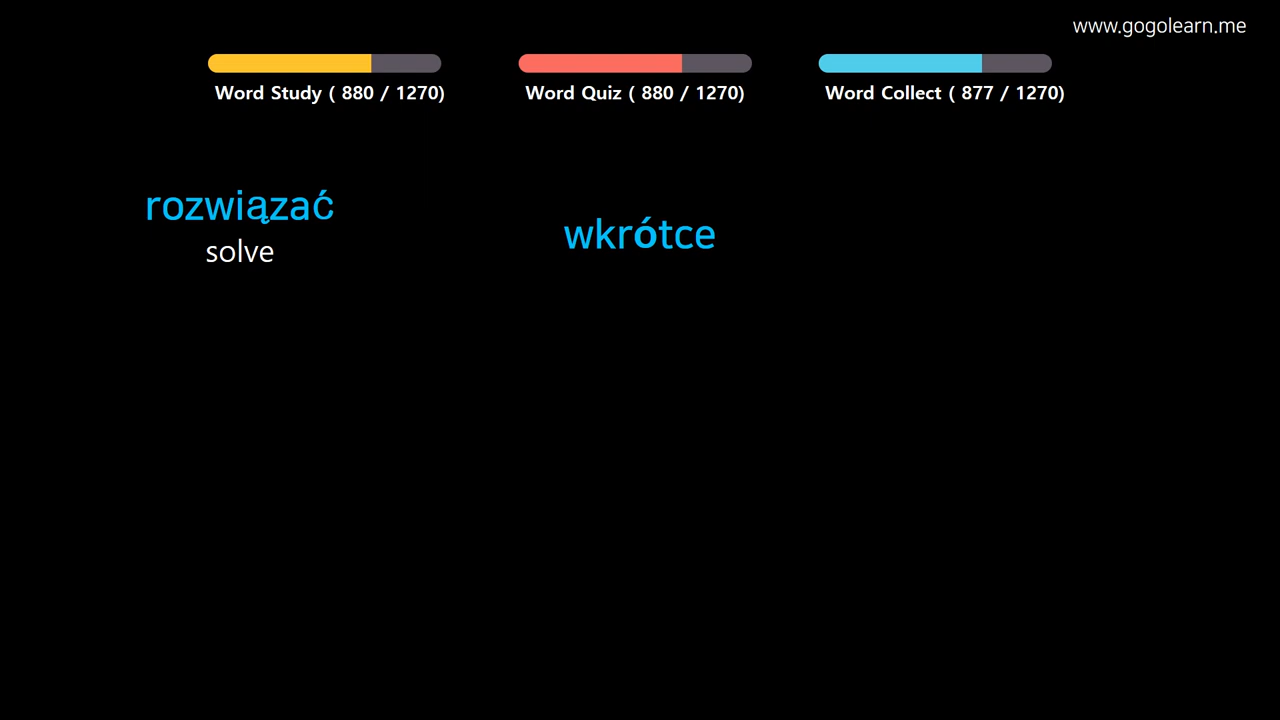 www.gogolearn.me
Word Study ( 880 / 1270)
Word Quiz ( 880 / 1270)
Word Collect ( 877 / 1270)
rozwiązać
solve
wkrótce